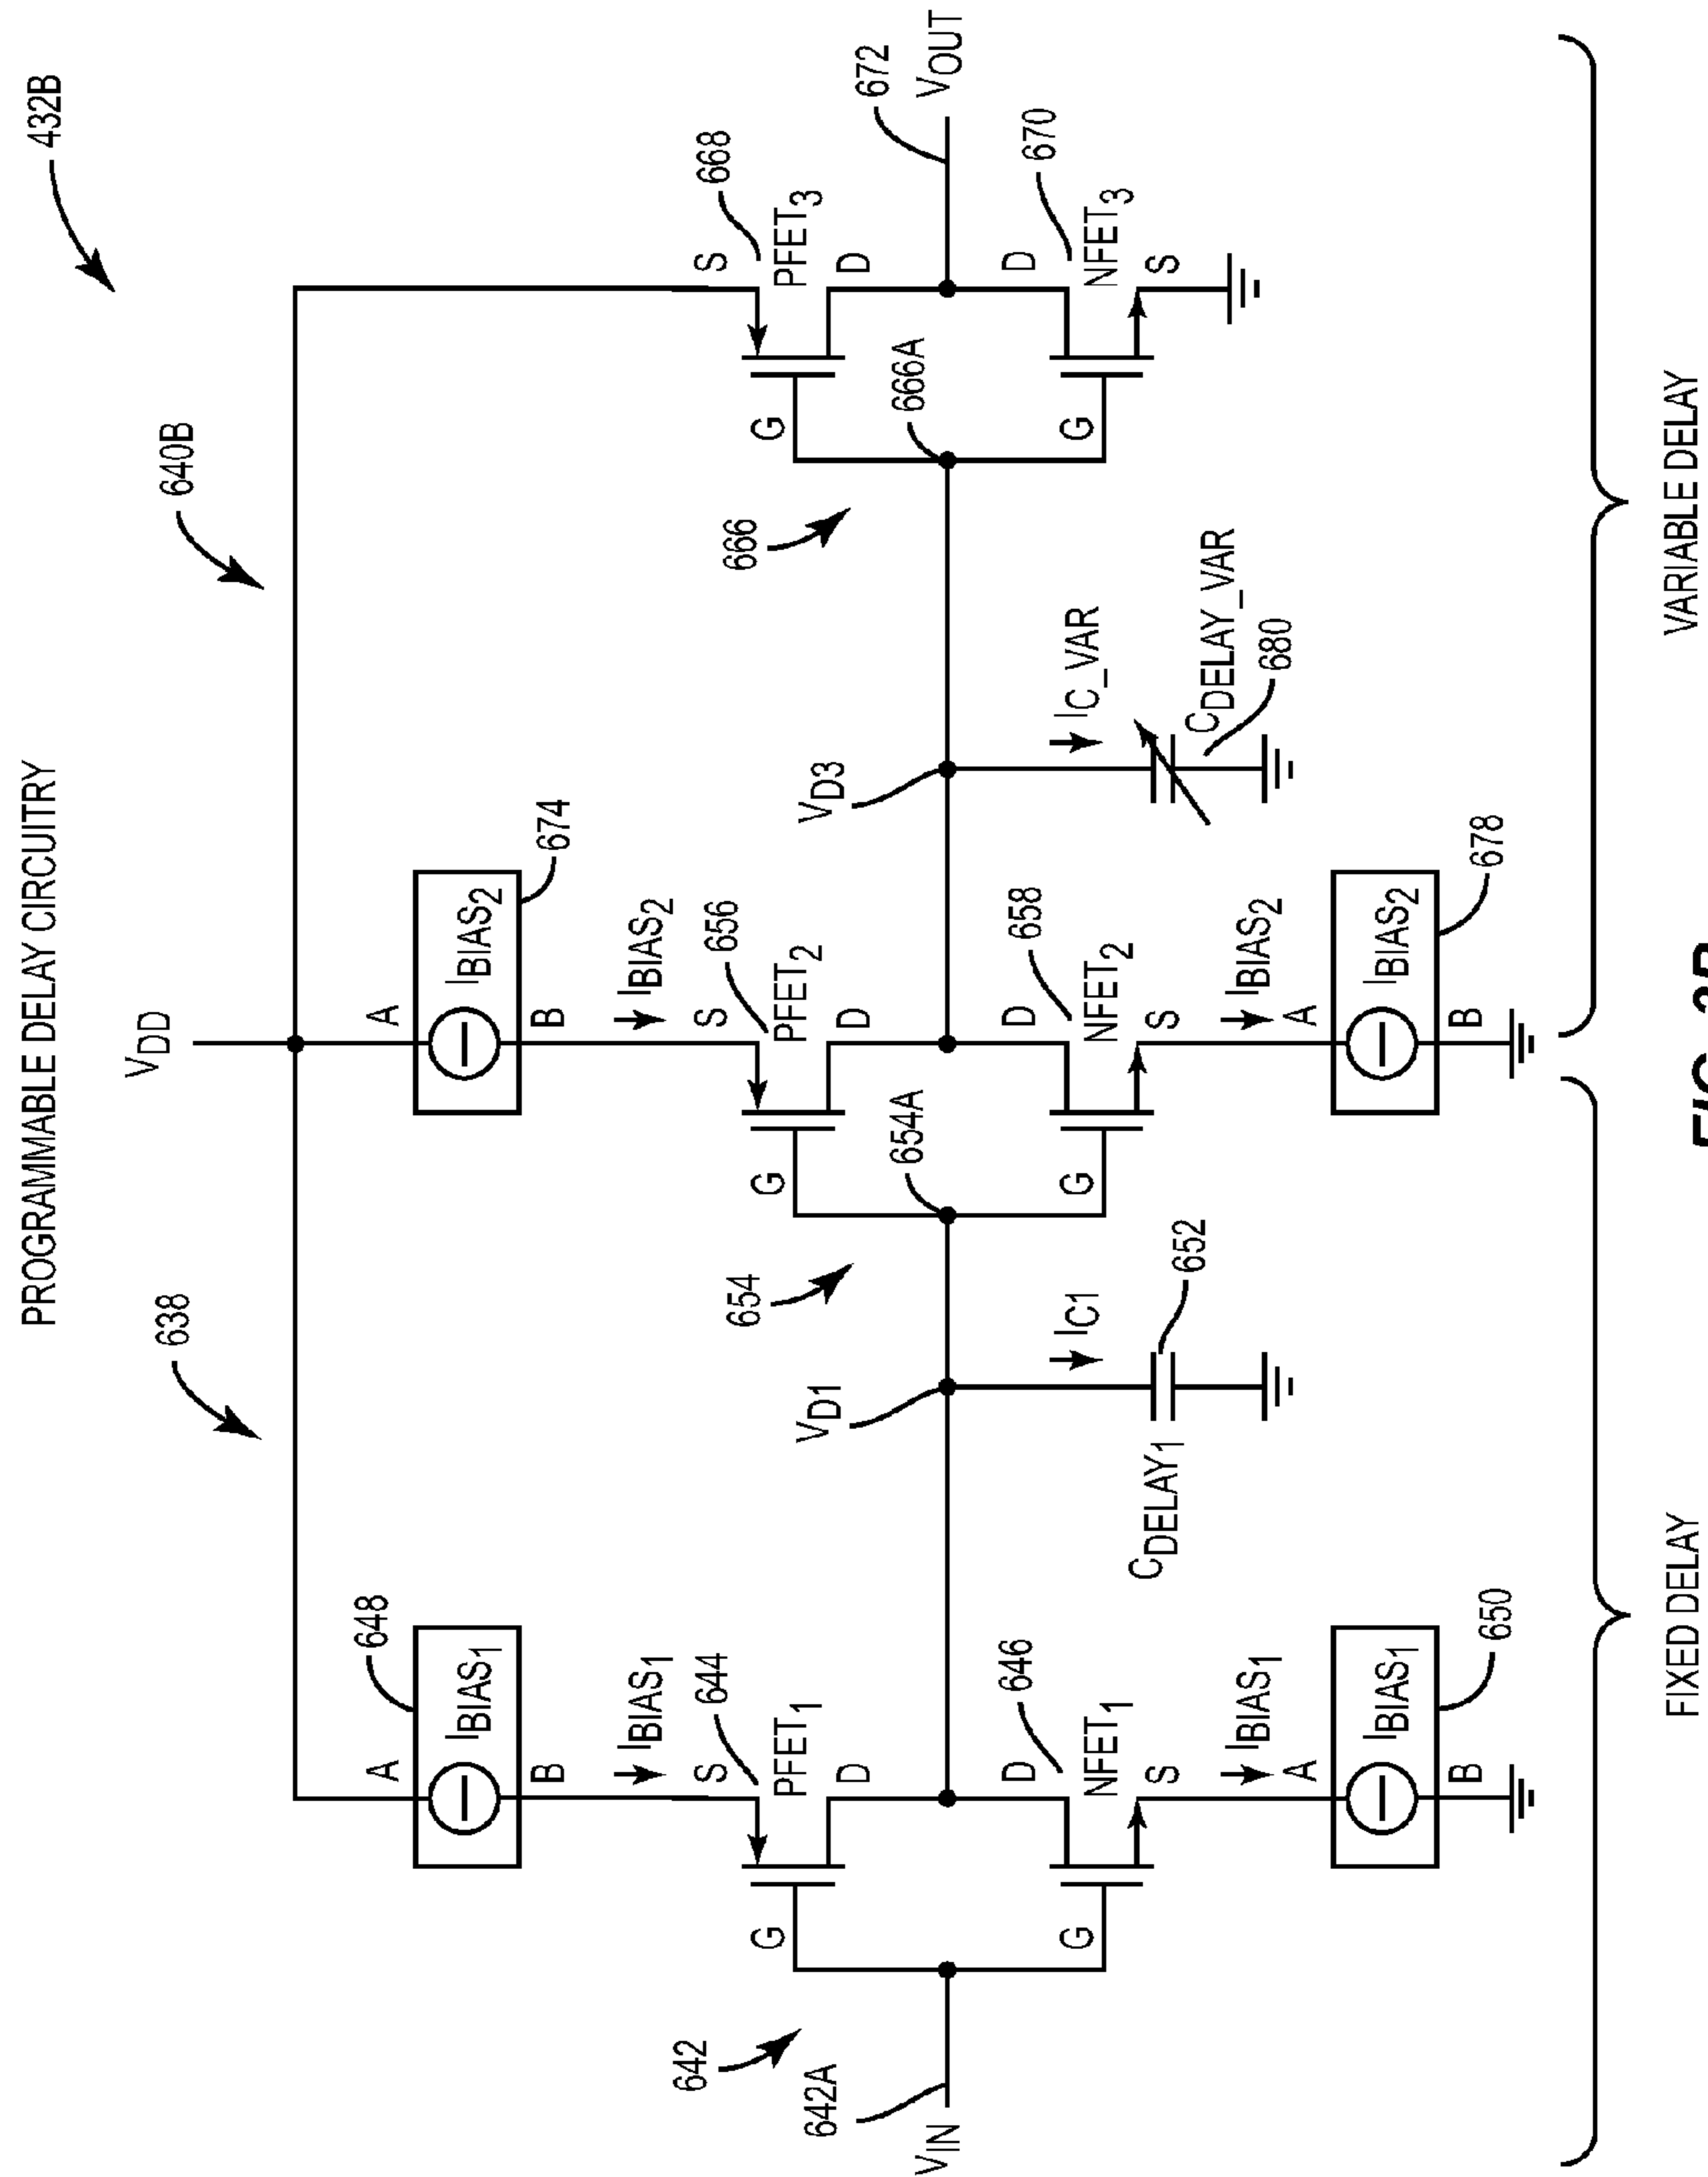 PROGRAMMABLE DELAY CIRCUITRY
432B
638
VDD
640B
648
A
IBIAS1
B
IBIAS1
A
IBIAS2
B
674
IBIAS2
S
644
PFET1
G
D
S
656
PFET2
G
D
S
668
PFET3
G
D
642
642A
VIN
VD1
654
654A
VD3
666
666A
672
VOUT
646
D
NFET1
G
S
IC1
652
CDELAY1
658
D
NFET2
G
S
IC_VAR
CDELAY_VAR
680
670
D
NFET3
G
S
IBIAS1
A
IBIAS1
B
650
IBIAS2
A
IBIAS2
B
678
FIXED DELAY
VARIABLE DELAY